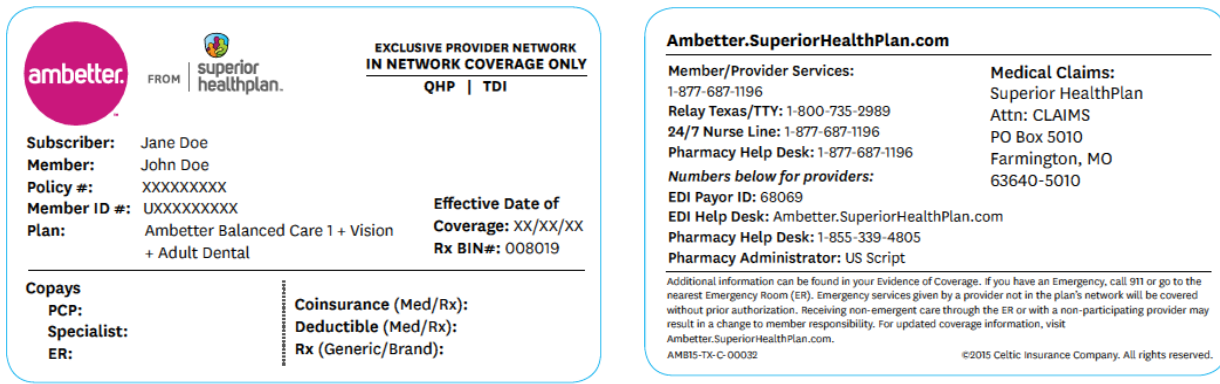 ambetter.
™
FROM
superior
healthplan™
EXCLUSIVE PROVIDER NETWORK
IN NETWORK COVERAGE ONLY
QHP | TDI
Subscriber: Jane Doe
Member: John Doe
Policy #: XXXXXXXXX
Member ID #: UXXXXXXXXX
Plan: Ambetter Balanced Care 1 + Vision
+ Adult Dental
Effective Date of
Coverage: XX/XX/XX
Rx BIN#: 008019
Copays
PCP:
Specialist:
ER:
Coinsurance (Med/Rx):
Deductible (Med/Rx):
Rx (Generic/Brand):
Ambetter.SuperiorHealthPlan.com
Member/Provider Services:
1-877-687-1196
Relay Texas/TTY: 1-800-735-2989
24/7 Nurse Line: 1-877-687-1196
Pharmacy Help Desk: 1-877-687-1196
Numbers below for providers:
EDI Payor ID: 68069
EDI Help Desk: Ambetter.SuperiorHealthPlan.com
Pharmacy Help Desk: 1-855-339-4805
Pharmacy Administrator: US Script
Medical Claims:
Superior HealthPlan
Attn: CLAIMS
PO Box 5010
Farmington, MO
63640-5010
Additional information can be found in your Evidence of Coverage. If you have an Emergency, call 911 or go to the
nearest Emergency Room (ER). Emergency services given by a provider not in the plan's network will be covered
without prior authorization. Receiving non-emergent care through the ER or with a non-participating provider may
result in a change to member responsibility. For updated coverage information, visit
Ambetter.SuperiorHealthPlan.com.
AMB15-TX-C-00032
©2015 Celtic Insurance Company. All rights reserved.